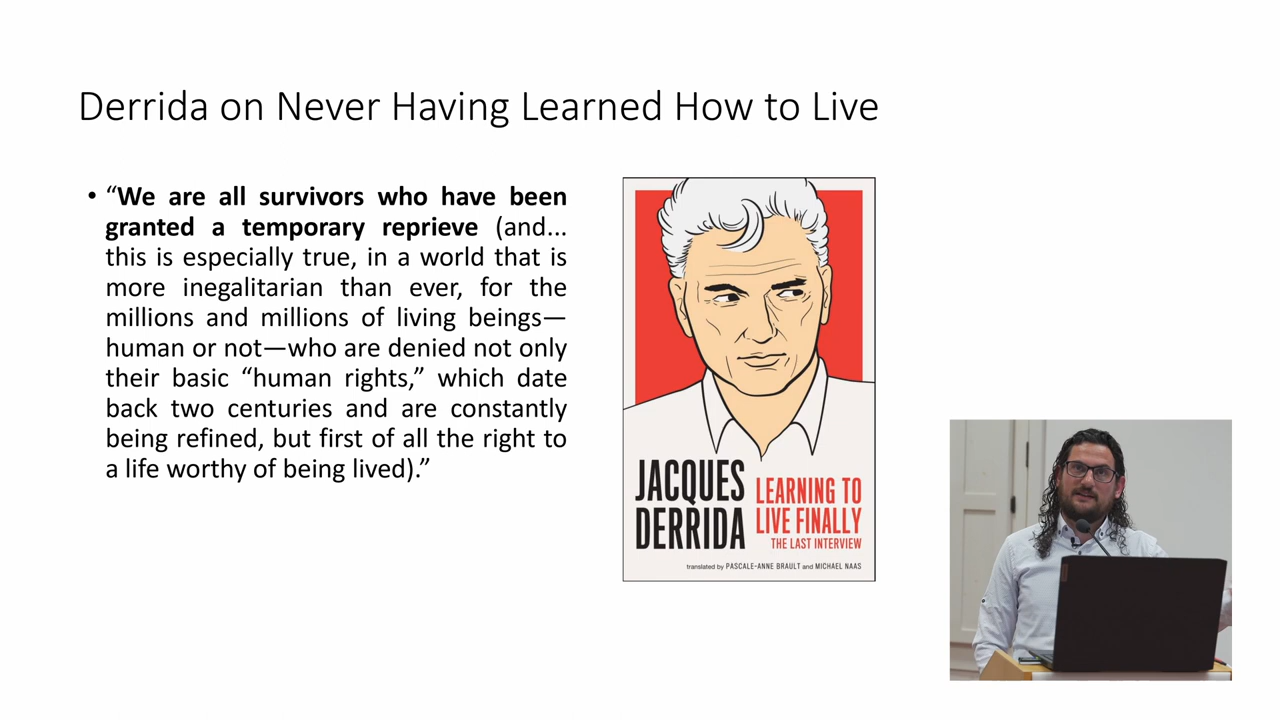 Derrida on Never Having Learned How to Live
• “We are all survivors who have been
granted a temporary reprieve (and...
this is especially true, in a world that is
more inegalitarian than ever, for the
millions and millions of living beings—
human or not—who are denied not only
their basic “human rights,” which date
back two centuries and are constantly
being refined, but first of all the right to
a life worthy of being lived).”
JACQUES
DERRIDA
LEARNING TO
LIVE FINALLY
THE LAST INTERVIEW
translated by PASCALE-ANNE BRAULT and MICHAEL NAAS